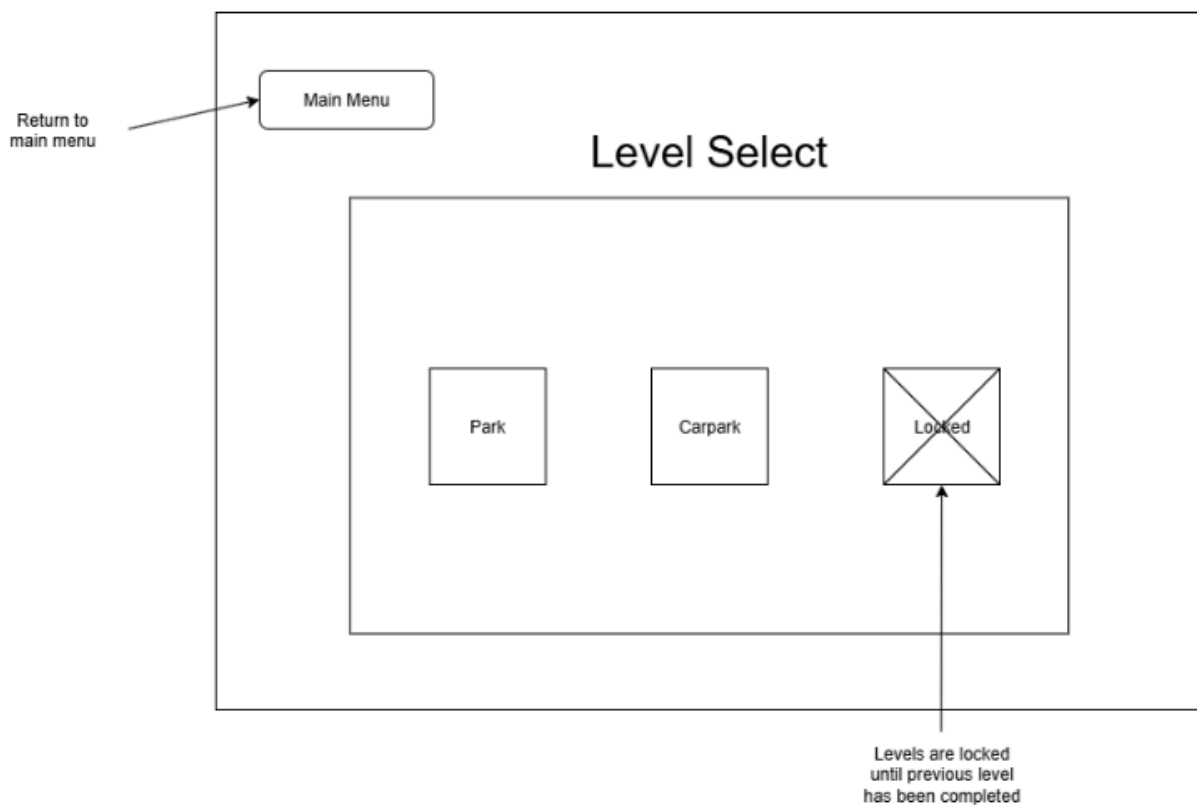 Main Menu
Return to
main menu
Level Select
Park
Carpark
Locked
Levels are locked
until previous level
has been completed